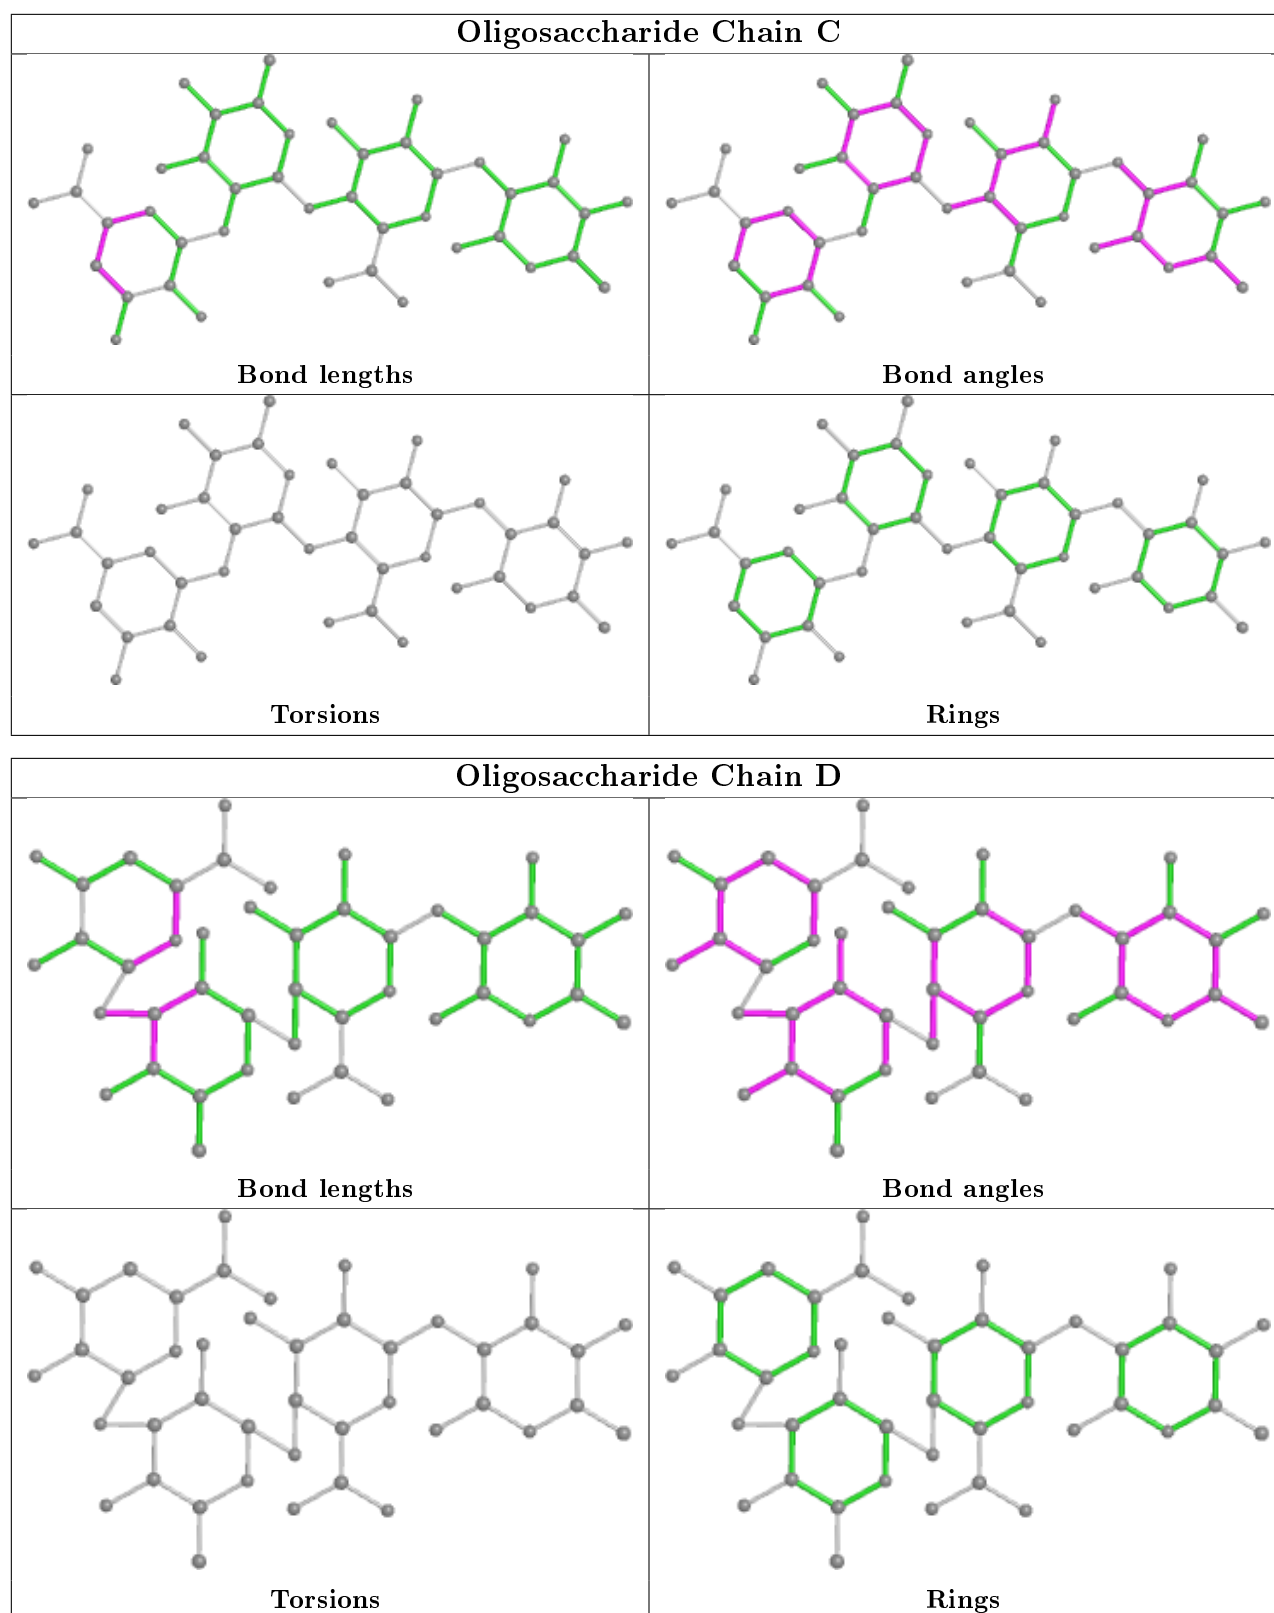 Oligosaccharide Chain C
Bond lengths
Bond angles
Torsions
Rings
Oligosaccharide Chain D
Bond lengths
Bond angles
Torsions
Rings